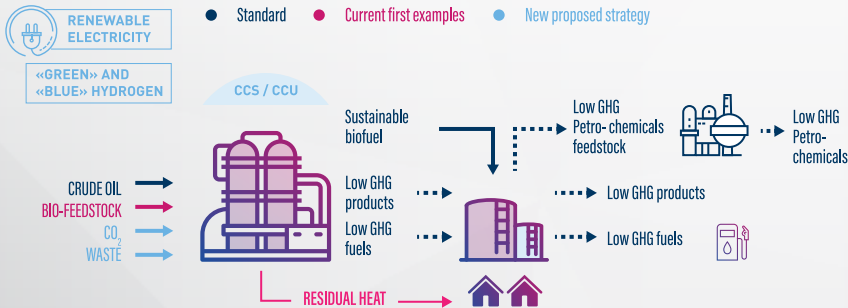 RENEWABLE
ELECTRICITY
Standard
Current first examples
New proposed strategy
«GREEN» AND
«BLUE» HYDROGEN
CCS / CCU
Sustainable
biofuel
Low GHG
Petro- chemicals
feedstock
Low GHG
Petro-
chemicals
CRUDE OIL
BIO-FEEDSTOCK
CO₂
WASTE
Low GHG
products
Low GHG
fuels
Low GHG products
Low GHG fuels
RESIDUAL HEAT